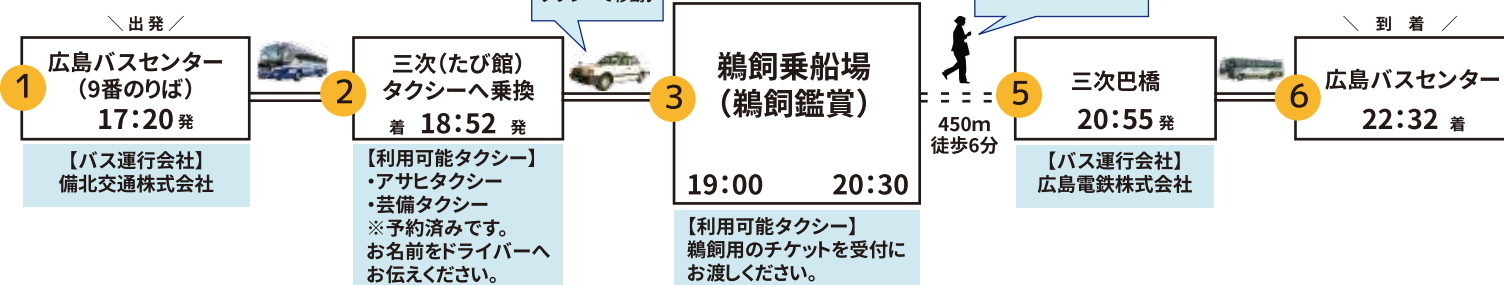 ＼出発／
1
広島バスセンター
（9番のりば）
17:20発
【バス運行会社】
備北交通株式会社
2
三次（たび館）
タクシーへ乗換
着 18:52 発
【利用可能タクシー】
・アサヒタクシー
・芸備タクシー
※予約済みです。
お名前をドライバーへ
お伝えください。
3
鵜飼乗船場
（鵜飼鑑賞）
19:00 20:30
【利用可能タクシー】
鵜飼用のチケットを受付に
お渡しください。
450m
徒歩6分
5
三次巴橋
20:55発
【バス運行会社】
広島電鉄株式会社
＼ 到 着 ／
6
広島バスセンター
22:32 着